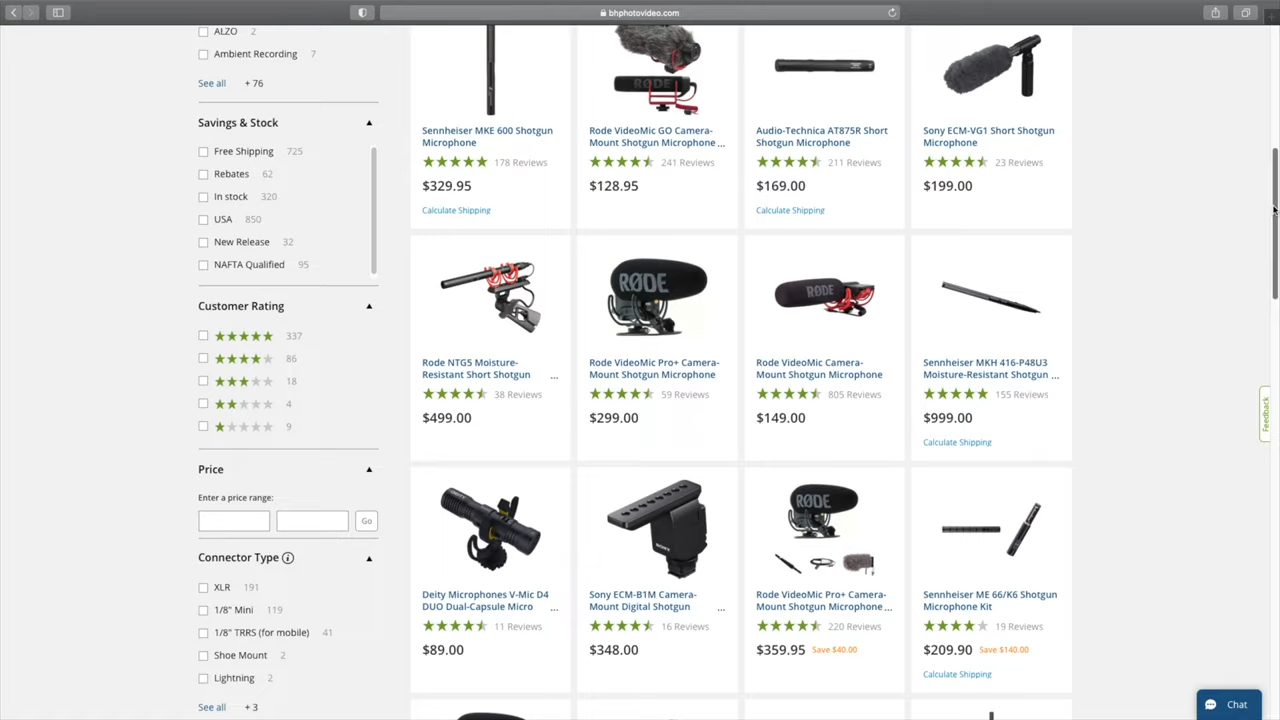 bhphotovideo.com
ALZO 2
Ambient Recording 7
See all + 76
Savings & Stock
Free Shipping 725
Rebates 62
In stock 320
USA 850
New Release 32
NAFTA Qualified 95
Customer Rating
337
86
18
4
9
Price
Enter a price range:
Go
Connector Type
XLR 191
1/8" Mini 119
1/8" TRRS (for mobile) 41
Shoe Mount 2
Lightning 2
See all + 3
RØDE
Sennheiser MKE 600 Shotgun
Microphone
178 Reviews
$329.95
Calculate Shipping
Rode VideoMic GO Camera-
Mount Shotgun Microphone...
241 Reviews
$128.95
Audio-Technica AT875R Short
Shotgun Microphone
211 Reviews
$169.00
Calculate Shipping
Sony ECM-VG1 Short Shotgun
Microphone
23 Reviews
$199.00
Rode NTG5 Moisture-
Resistant Short Shotgun ...
38 Reviews
$499.00
RØDE
Rode VideoMic Pro+ Camera-
Mount Shotgun Microphone
59 Reviews
$299.00
RØDE
Rode VideoMic Camera-
Mount Shotgun Microphone
805 Reviews
$149.00
Sennheiser MKH 416-P48U3
Moisture-Resistant Shotgun ...
155 Reviews
$999.00
Calculate Shipping
Deity Microphones V-Mic D4
DUO Dual-Capsule Micro ...
11 Reviews
$89.00
SONY
Sony ECM-B1M Camera-
Mount Digital Shotgun ...
16 Reviews
$348.00
RØDE
Rode VideoMic Pro+ Camera-
Mount Shotgun Microphone...
220 Reviews
$359.95 Save $40.00
Sennheiser ME 66/K6 Shotgun
Microphone Kit
19 Reviews
$209.90 Save $140.00
Calculate Shipping
Feedback
Chat